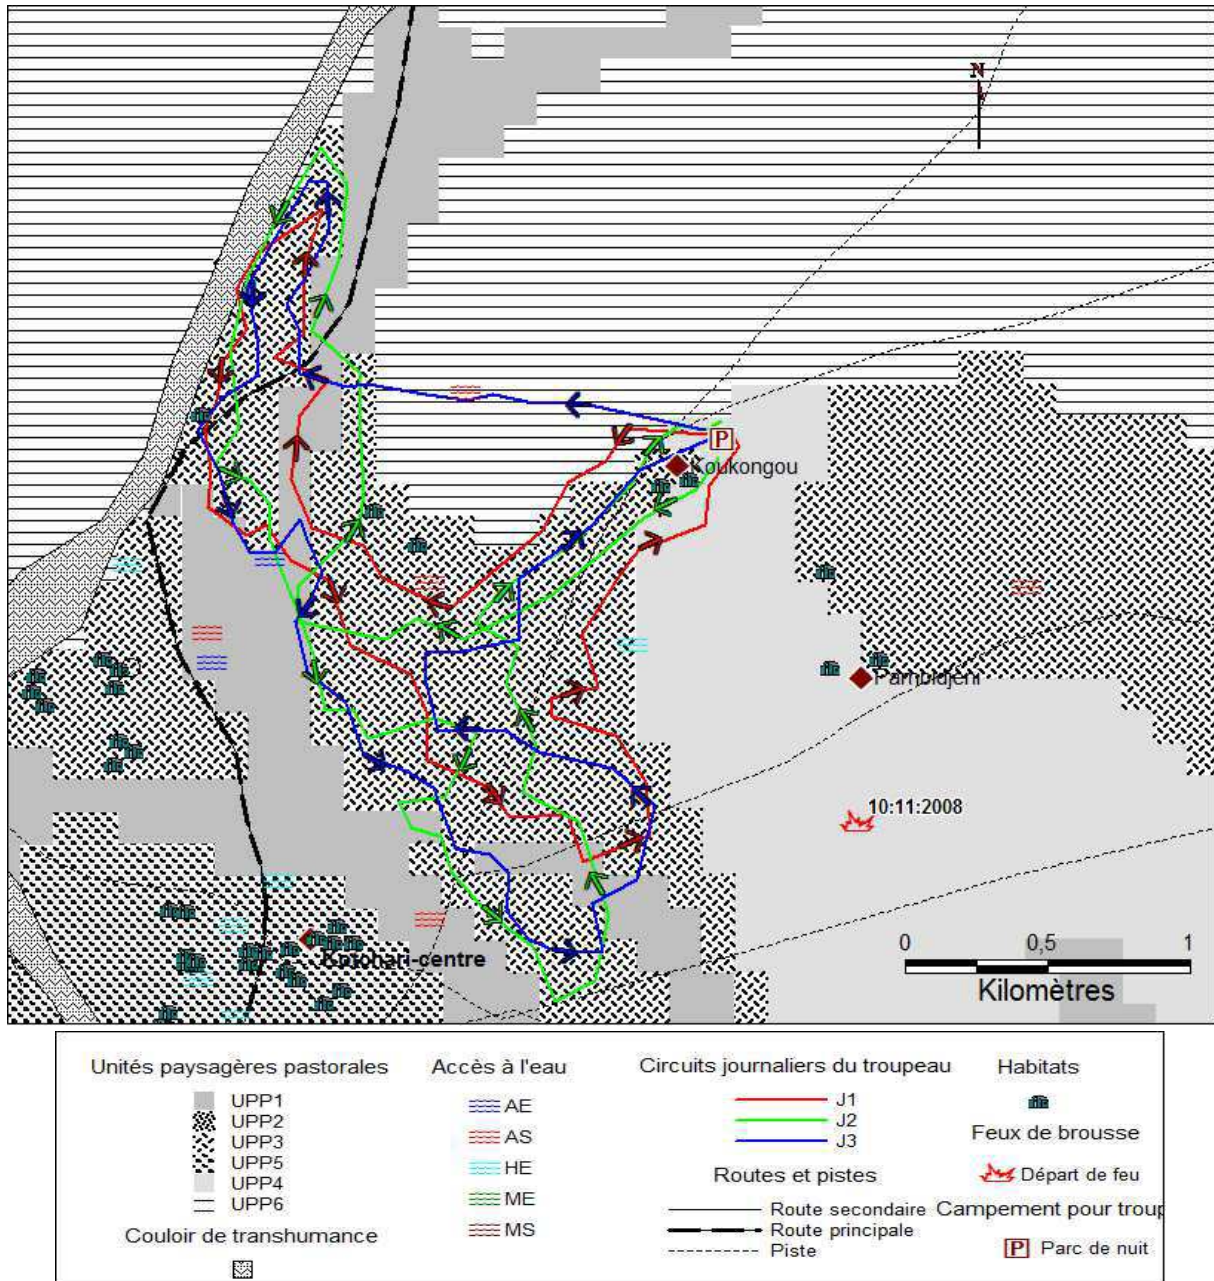 N
P
Koukongou
Pamoidjeni
10:11:2008
0 0,5 1
Kilomètres
Kotchari-centre
Unités paysagères pastorales
UPP1
UPP2
UPP3
UPP5
UPP4
UPP6
Couloir de transhumance
Accès à l'eau
AE
AS
HE
ME
MS
Circuits journaliers du troupeau
J1
J2
J3
Routes et pistes
Route secondaire
Route principale
Piste
Habitats
Feux de brousse
Départ de feu
Campement pour troup
P Parc de nuit